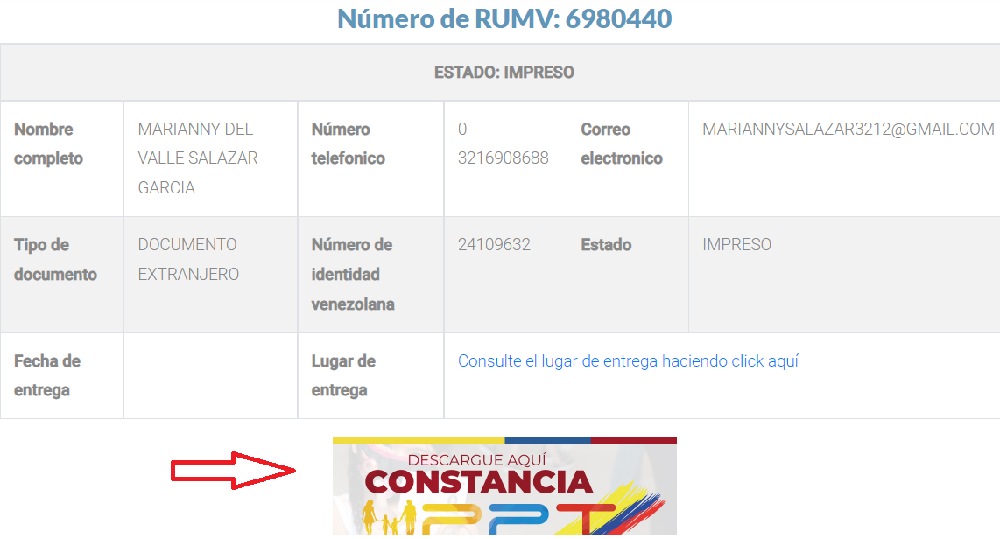 Número de RUMV: 6980440
ESTADO: IMPRESO
Nombre completo
MARIANNY DEL VALLE SALAZAR GARCIA
Número telefonico
0 - 3216908688
Correo electronico
MARIANNYSALAZAR3212@GMAIL.COM
Tipo de documento
DOCUMENTO EXTRANJERO
Número de identidad venezolana
24109632
Estado
IMPRESO
Fecha de entrega
Lugar de entrega
Consulte el lugar de entrega haciendo click aquí
DESCARGUE AQUÍ
CONSTANCIA
PPT